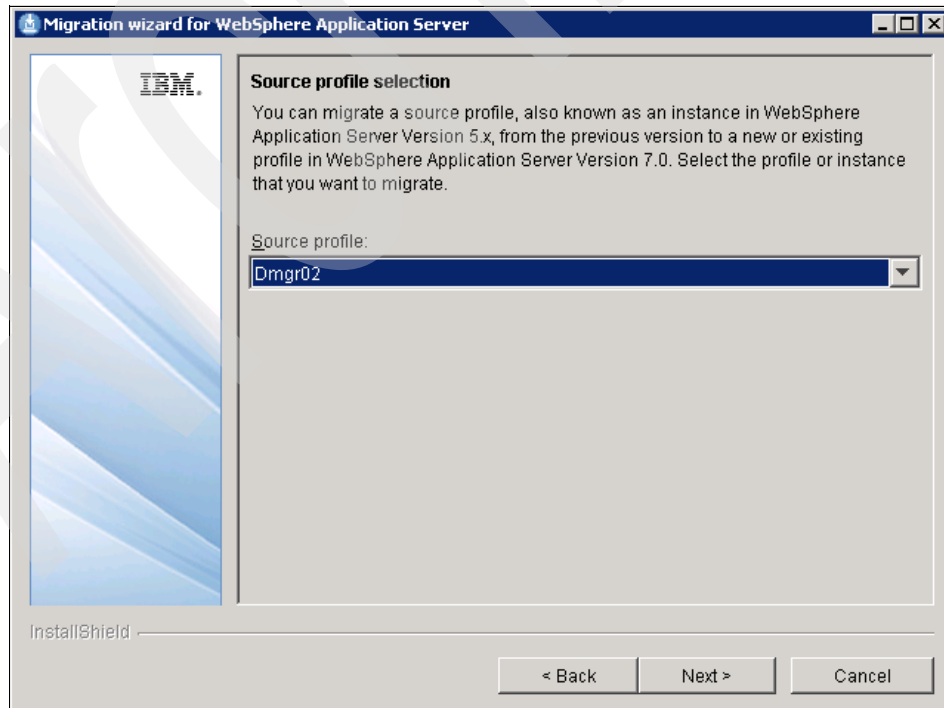 Migration wizard for WebSphere Application Server
IBM.
Source profile selection
You can migrate a source profile, also known as an instance in WebSphere
Application Server Version 5.x, from the previous version to a new or existing
profile in WebSphere Application Server Version 7.0. Select the profile or instance
that you want to migrate.
Source profile:
Dmgr02
InstallShield
< Back
Next >
Cancel